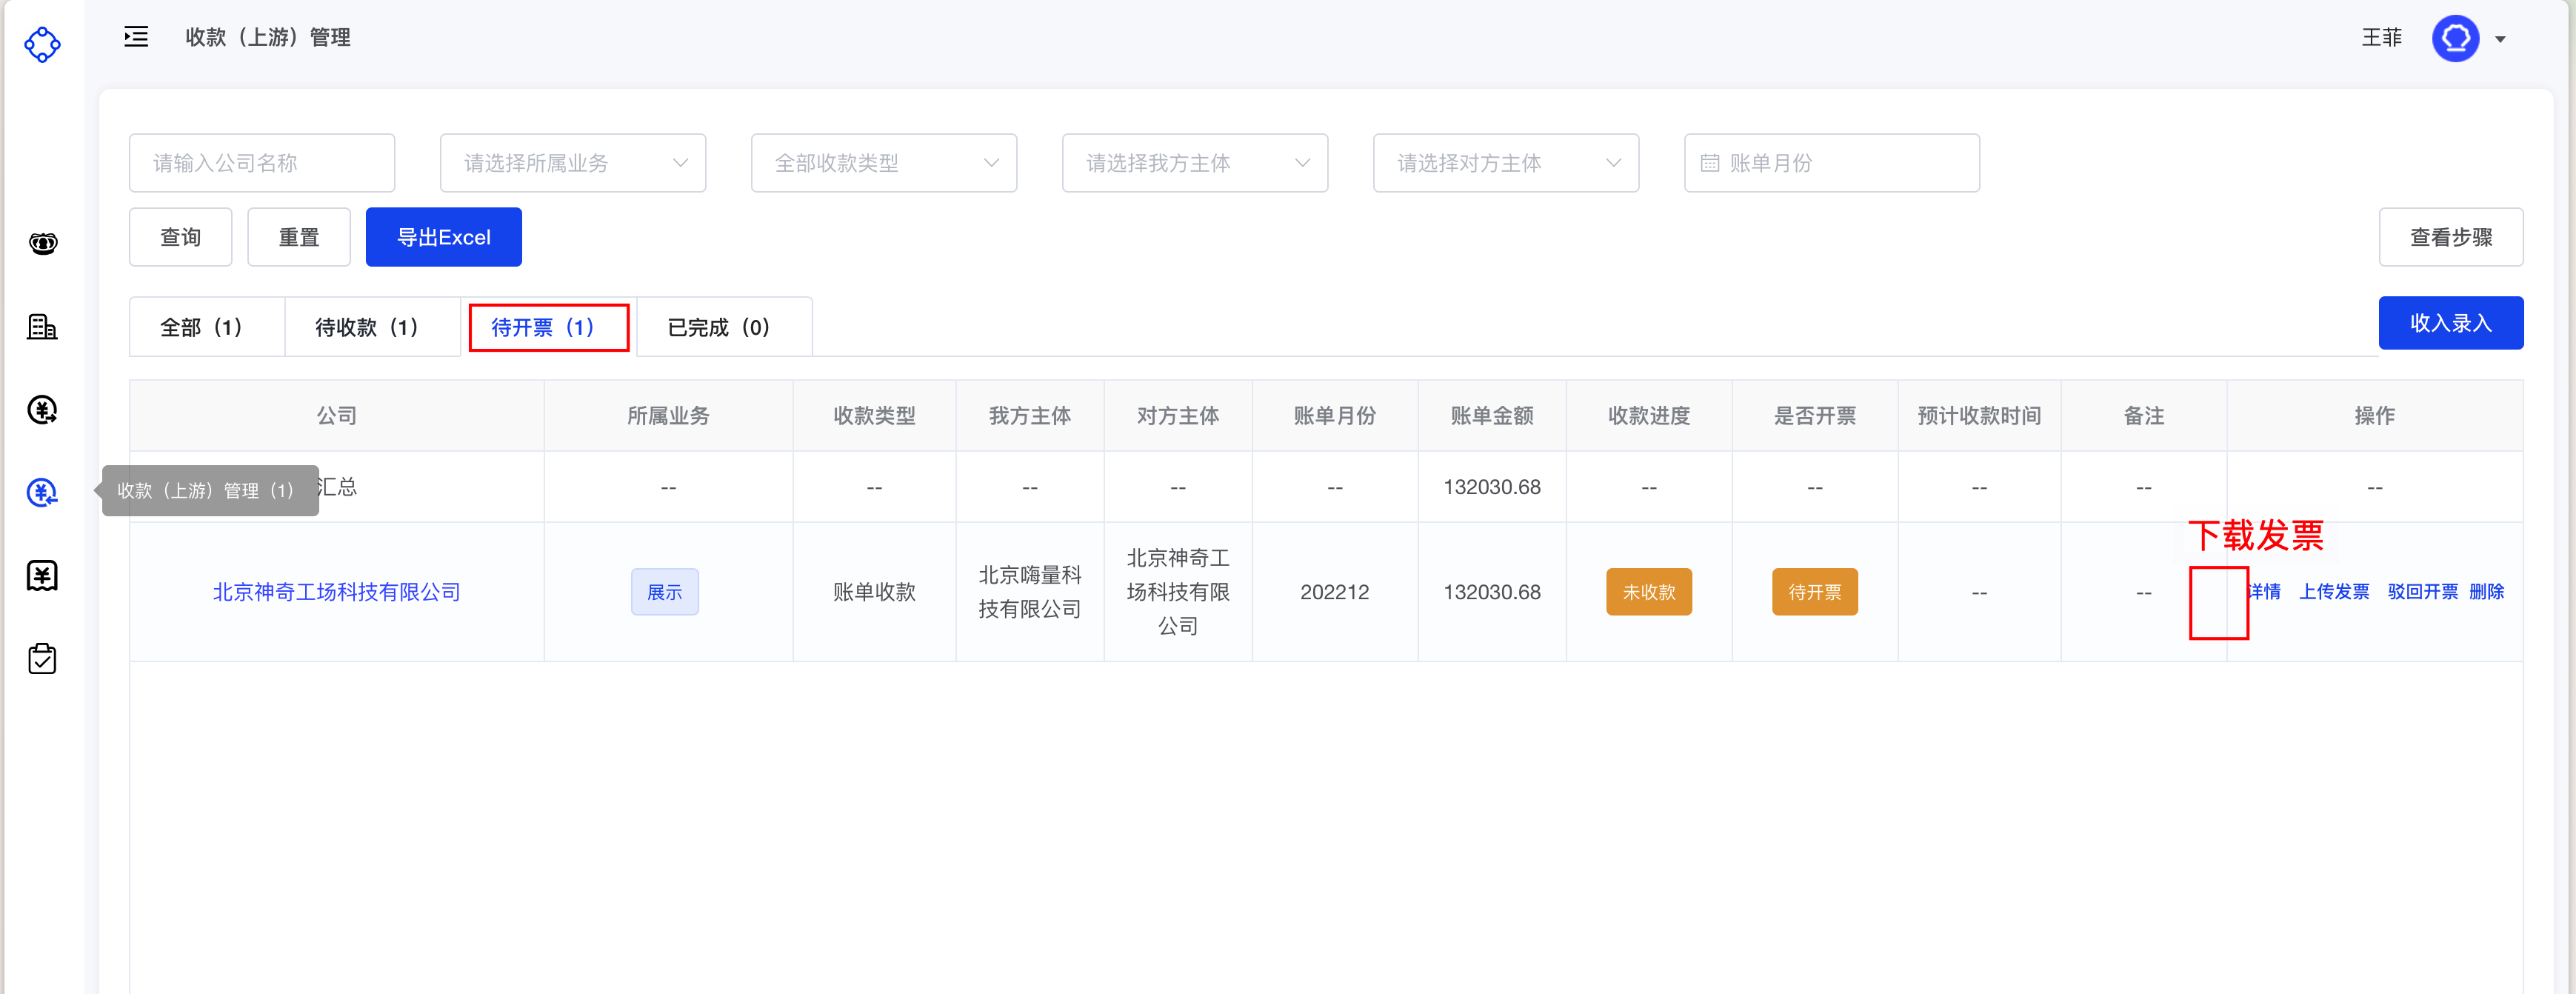 收款（上游）管理
王菲
请输入公司名称
请选择所属业务
全部收款类型
请选择我方主体
请选择对方主体
账单月份
查询
重置
导出Excel
查看步骤
全部（1）
待收款（1）
待开票（1）
已完成（0）
收入录入
公司
所属业务
收款类型
我方主体
对方主体
账单月份
账单金额
收款进度
是否开票
预计收款时间
备注
操作
收款（上游）管理（1）
汇总
--
--
--
--
--
132030.68
--
--
--
--
--
下载发票
北京神奇工场科技有限公司
展示
账单收款
北京嗨量科
技有限公司
北京神奇工
场科技有限
公司
202212
132030.68
未收款
待开票
--
--
详情
上传发票
驳回开票
删除